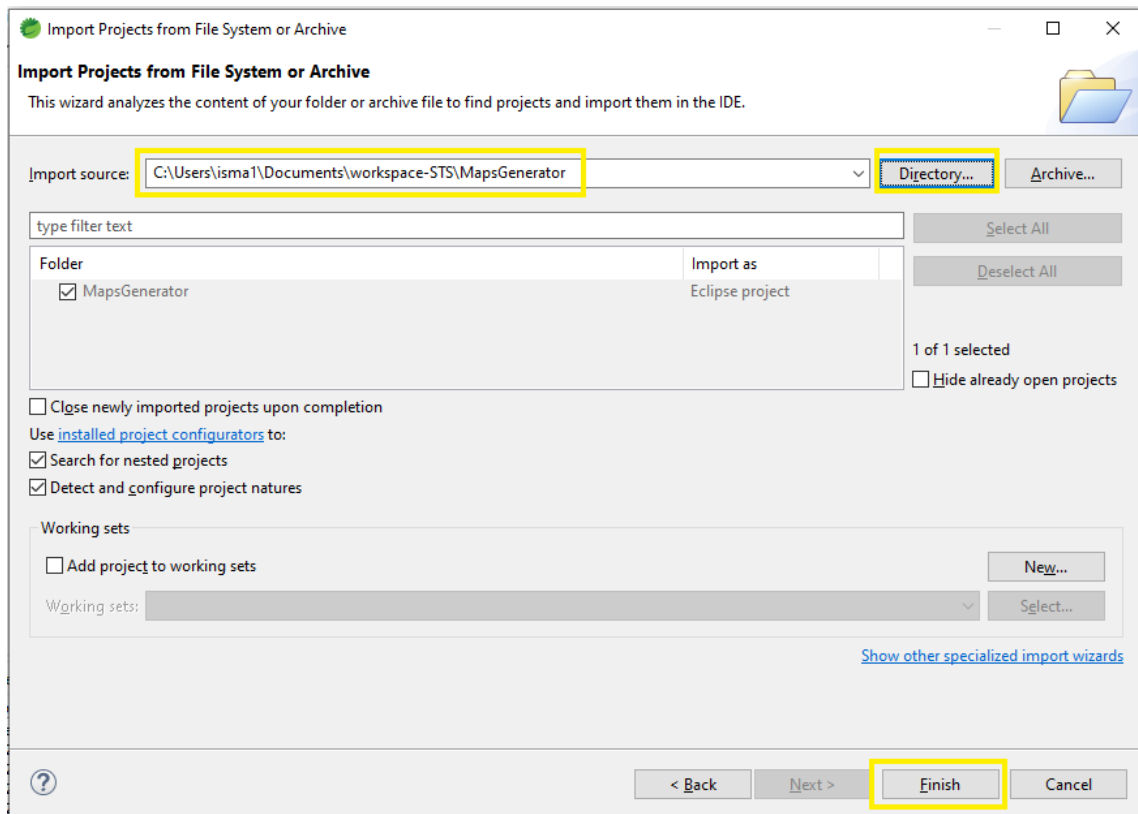 Import Projects from File System or Archive
Import Projects from File System or Archive
This wizard analyzes the content of your folder or archive file to find projects and import them in the IDE.
Import source: C:\Users\isma1\Documents\workspace-STS\MapsGenerator Directory... Archive...
type filter text Select All
Folder Import as Deselect All
MapsGenerator Eclipse project
1 of 1 selected
Hide already open projects
Close newly imported projects upon completion
Use installed project configurators to:
Search for nested projects
Detect and configure project natures
Working sets
Add project to working sets New...
Working sets: Select...
Show other specialized import wizards
? < Back Next > Finish Cancel